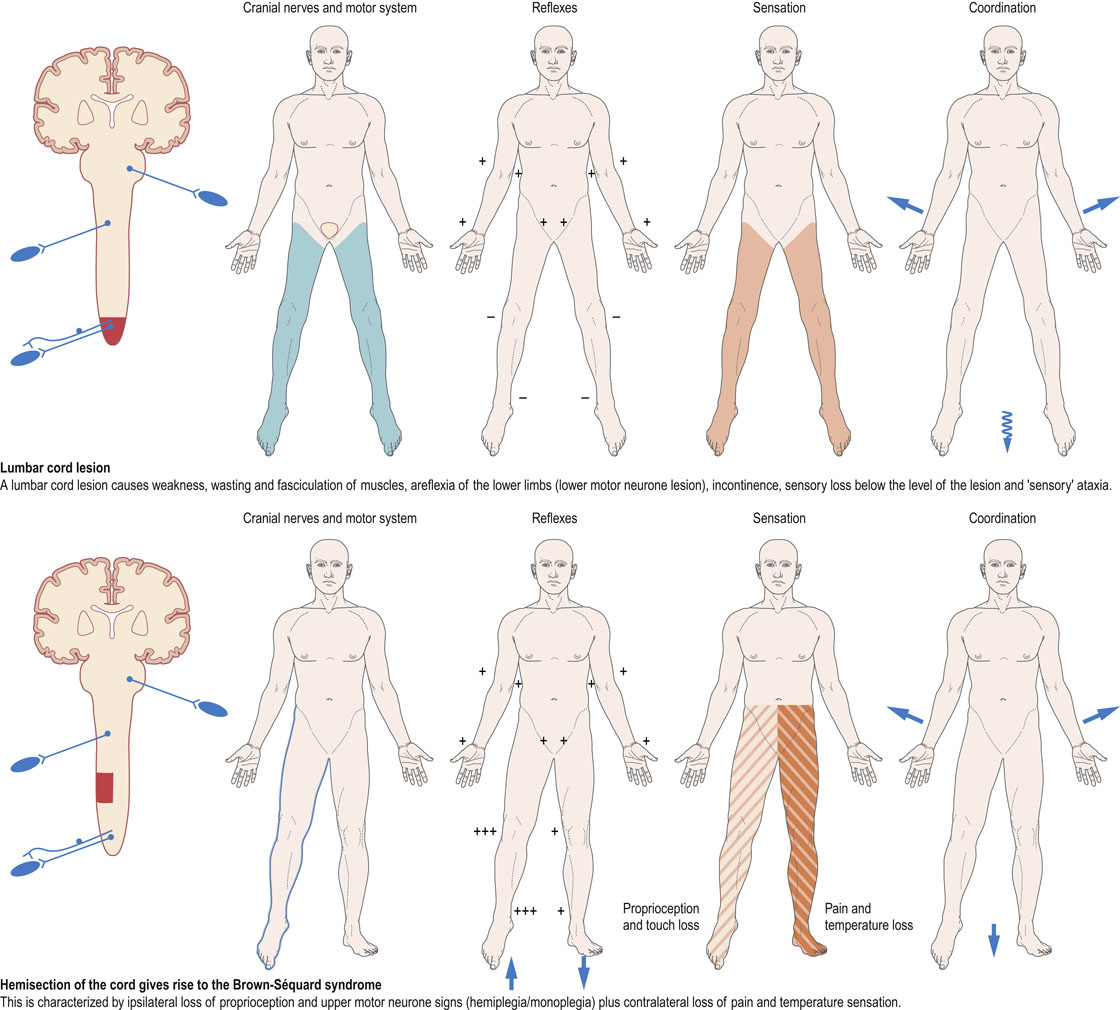 Cranial nerves and motor system
Reflexes
Sensation
Coordination
+ +
+ +
+ + + +
– –
– –
Lumbar cord lesion
A lumbar cord lesion causes weakness, wasting and fasciculation of muscles, areflexia of the lower limbs (lower motor neurone lesion), incontinence, sensory loss below the level of the lesion and 'sensory' ataxia.
Cranial nerves and motor system
Reflexes
Sensation
Coordination
+ +
+ +
+ + + +
+++ +
+++ +
Proprioception
and touch loss
Pain and
temperature loss
Hemisection of the cord gives rise to the Brown-Séquard syndrome
This is characterized by ipsilateral loss of proprioception and upper motor neurone signs (hemiplegia/monoplegia) plus contralateral loss of pain and temperature sensation.